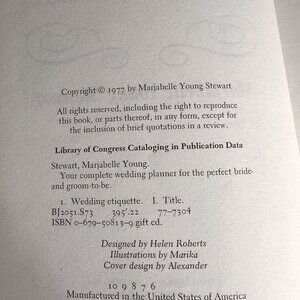 Copyright © 1977 by Marjabelle Young Stewart
All rights reserved, including the right to reproduce
this book, or parts thereof, in any form, except for
the inclusion of brief quotations in a review.
Library of Congress Cataloging in Publication Data
Stewart, Marjabelle Young.
Your complete wedding planner for the perfect bride-
and groom-to-be.
1. Wedding etiquette. I. Title.
BJ2051.S73 395'.22 77-7304
ISBN 0-679-50813-9 gift ed.
Designed by Helen Roberts
Illustrations by Marika
Cover design by Alexander
10 9 8 7 6
Manufactured in the United States of America